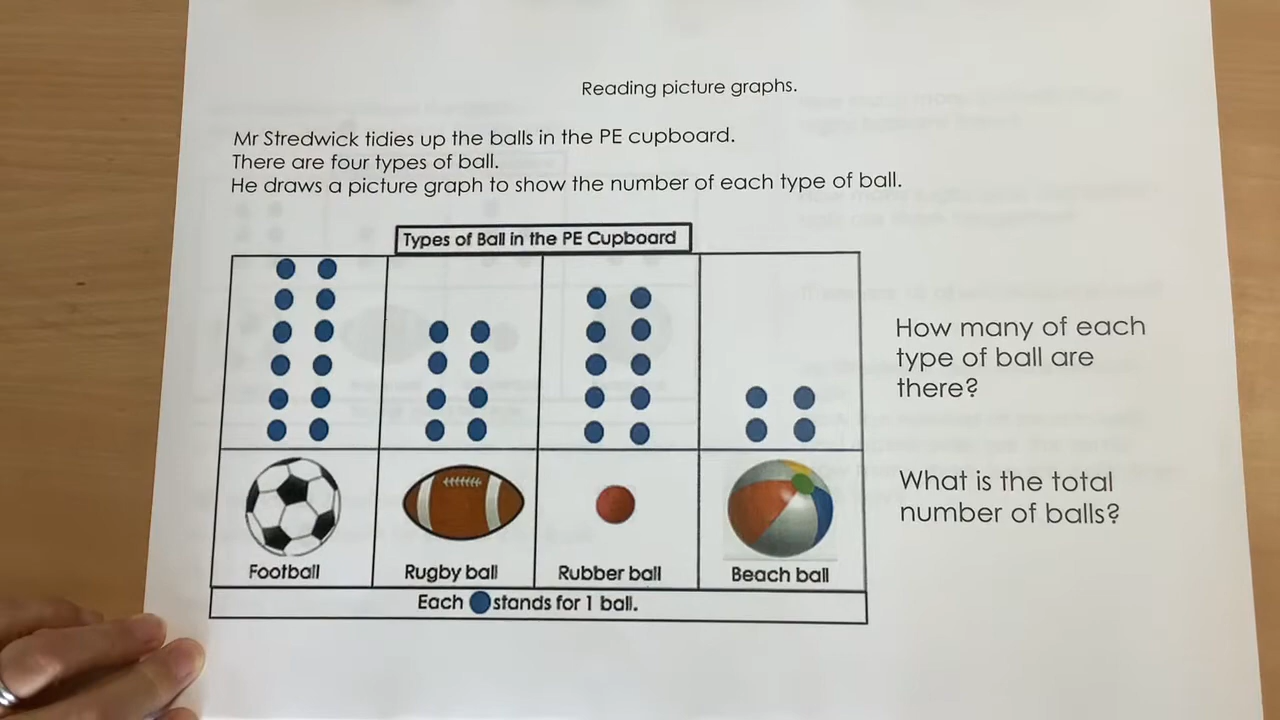 Reading picture graphs.
Mr Stredwick tidies up the balls in the PE cupboard.
There are four types of ball.
He draws a picture graph to show the number of each type of ball.
Types of Ball in the PE Cupboard
Football
Rugby ball
Rubber ball
Beach ball
Each stands for 1 ball.
How many of each
type of ball are
there?
What is the total
number of balls?